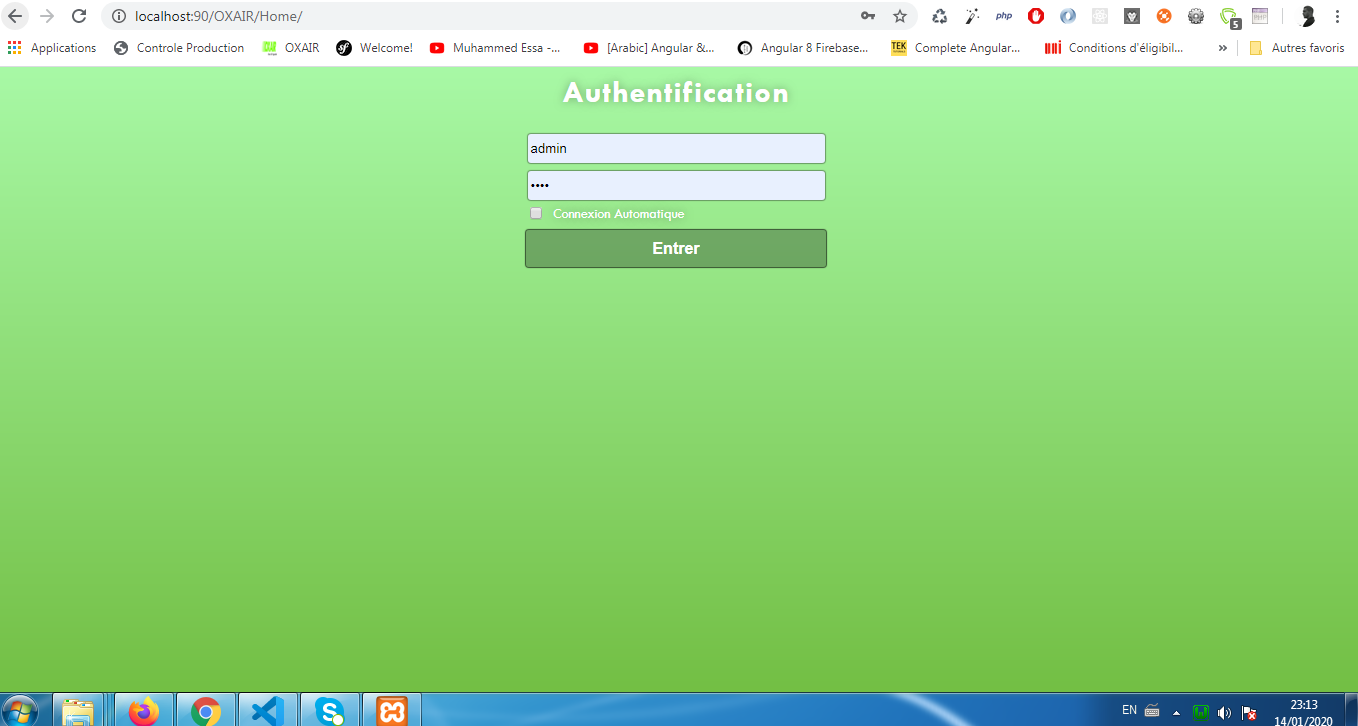 localhost:90/OXAIR/Home/
php
5
Applications
Controle Production
OXAIR
Welcome!
Muhammed Essa -...
[Arabic] Angular &...
Angular 8 Firebase...
TEK
Complete Angular...
Conditions d'éligibil...
»
Autres favoris
Authentification
admin
••••
Connexion Automatique
Entrer
EN
23:13
14/01/2020